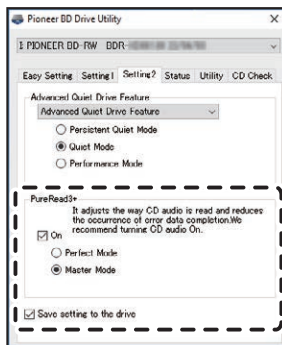 Pioneer BD Drive Utility
1 PIONEER BD-RW BDR-
Easy Setting Setting1 Setting2 Status Utility CD Check
Advanced Quiet Drive Feature
Advanced Quiet Drive Feature
Persistent Quiet Mode
Quiet Mode
Performance Mode
PureRead3+
It adjusts the way CD audio is read and reduces
the occurrence of error data completion.We
recommend turning CD audio On.
On
Perfect Mode
Master Mode
Save setting to the drive